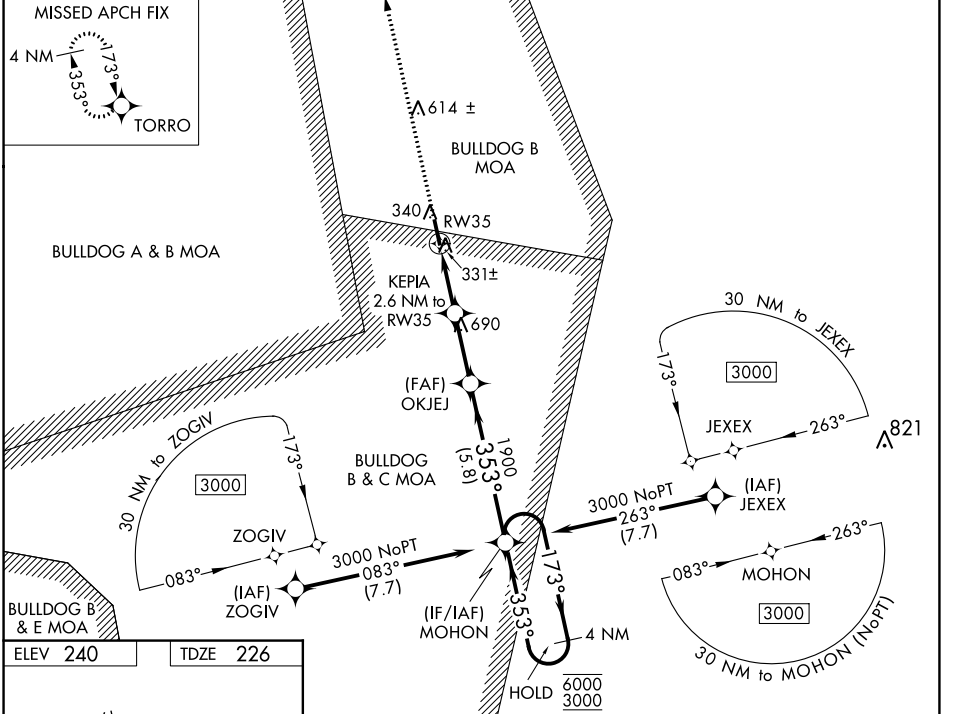 MISSED APCH FIX
4 NM
173°
353°
TORRO
614 ±
BULLDOG B
MOA
340
RW35
BULLDOG A & B MOA
331±
KEPIA
2.6 NM to
RW35
690
30 NM to JEXEX
173°
3000
(FAF)
OKJEJ
JEXEX
263°
821
30 NM to ZOGIV
173°
3000
BULLDOG
B & C MOA
1900
353°
(5.8)
3000 NoPT
263°
(7.7)
(IAF)
JEXEX
ZOGIV
083°
3000 NoPT
083°
(7.7)
(IAF)
ZOGIV
173°
353°
(IF/IAF)
MOHON
083°
263°
MOHON
3000
30 NM to MOHON (NoPT)
BULLDOG B
& E MOA
4 NM
HOLD
6000
3000
ELEV 240
TDZE 226